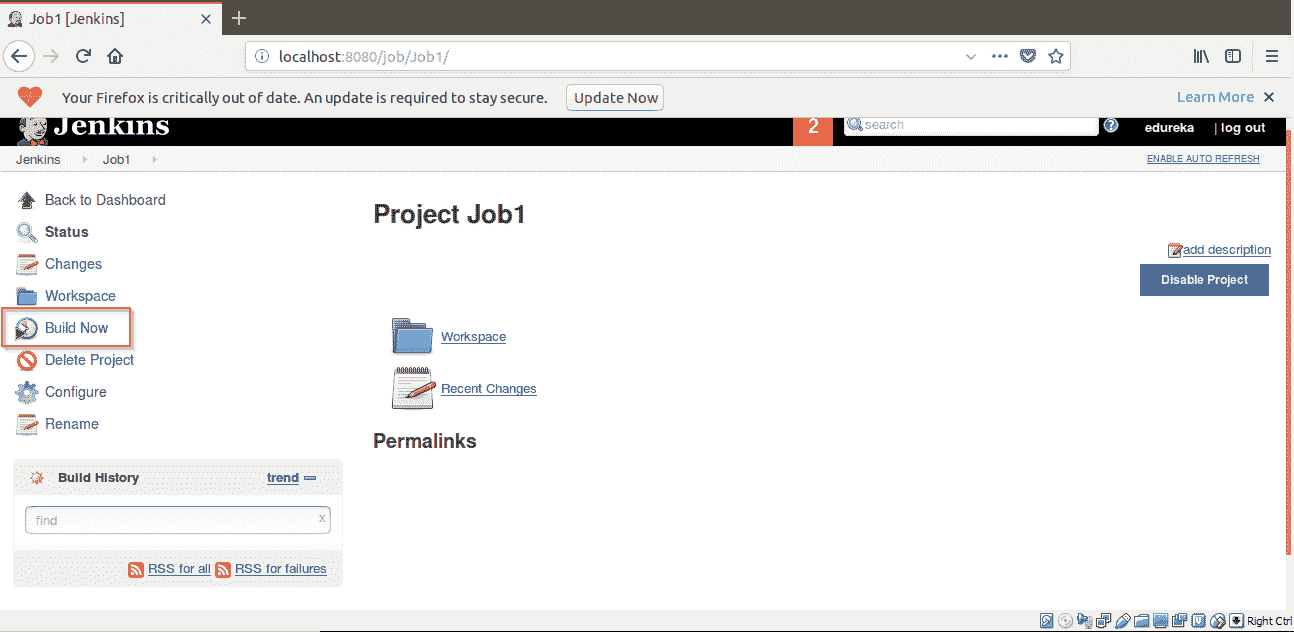 Job1 [Jenkins]
localhost:8080/job/Job1/
Your Firefox is critically out of date. An update is required to stay secure.
Update Now
Learn More
Jenkins
2
search
edureka
| log out
Jenkins
Job1
ENABLE AUTO REFRESH
Back to Dashboard
Status
Changes
Workspace
Build Now
Delete Project
Configure
Rename
Project Job1
add description
Disable Project
Workspace
Recent Changes
Permalinks
Build History
trend
find
x
RSS for all
RSS for failures
Right Ctrl